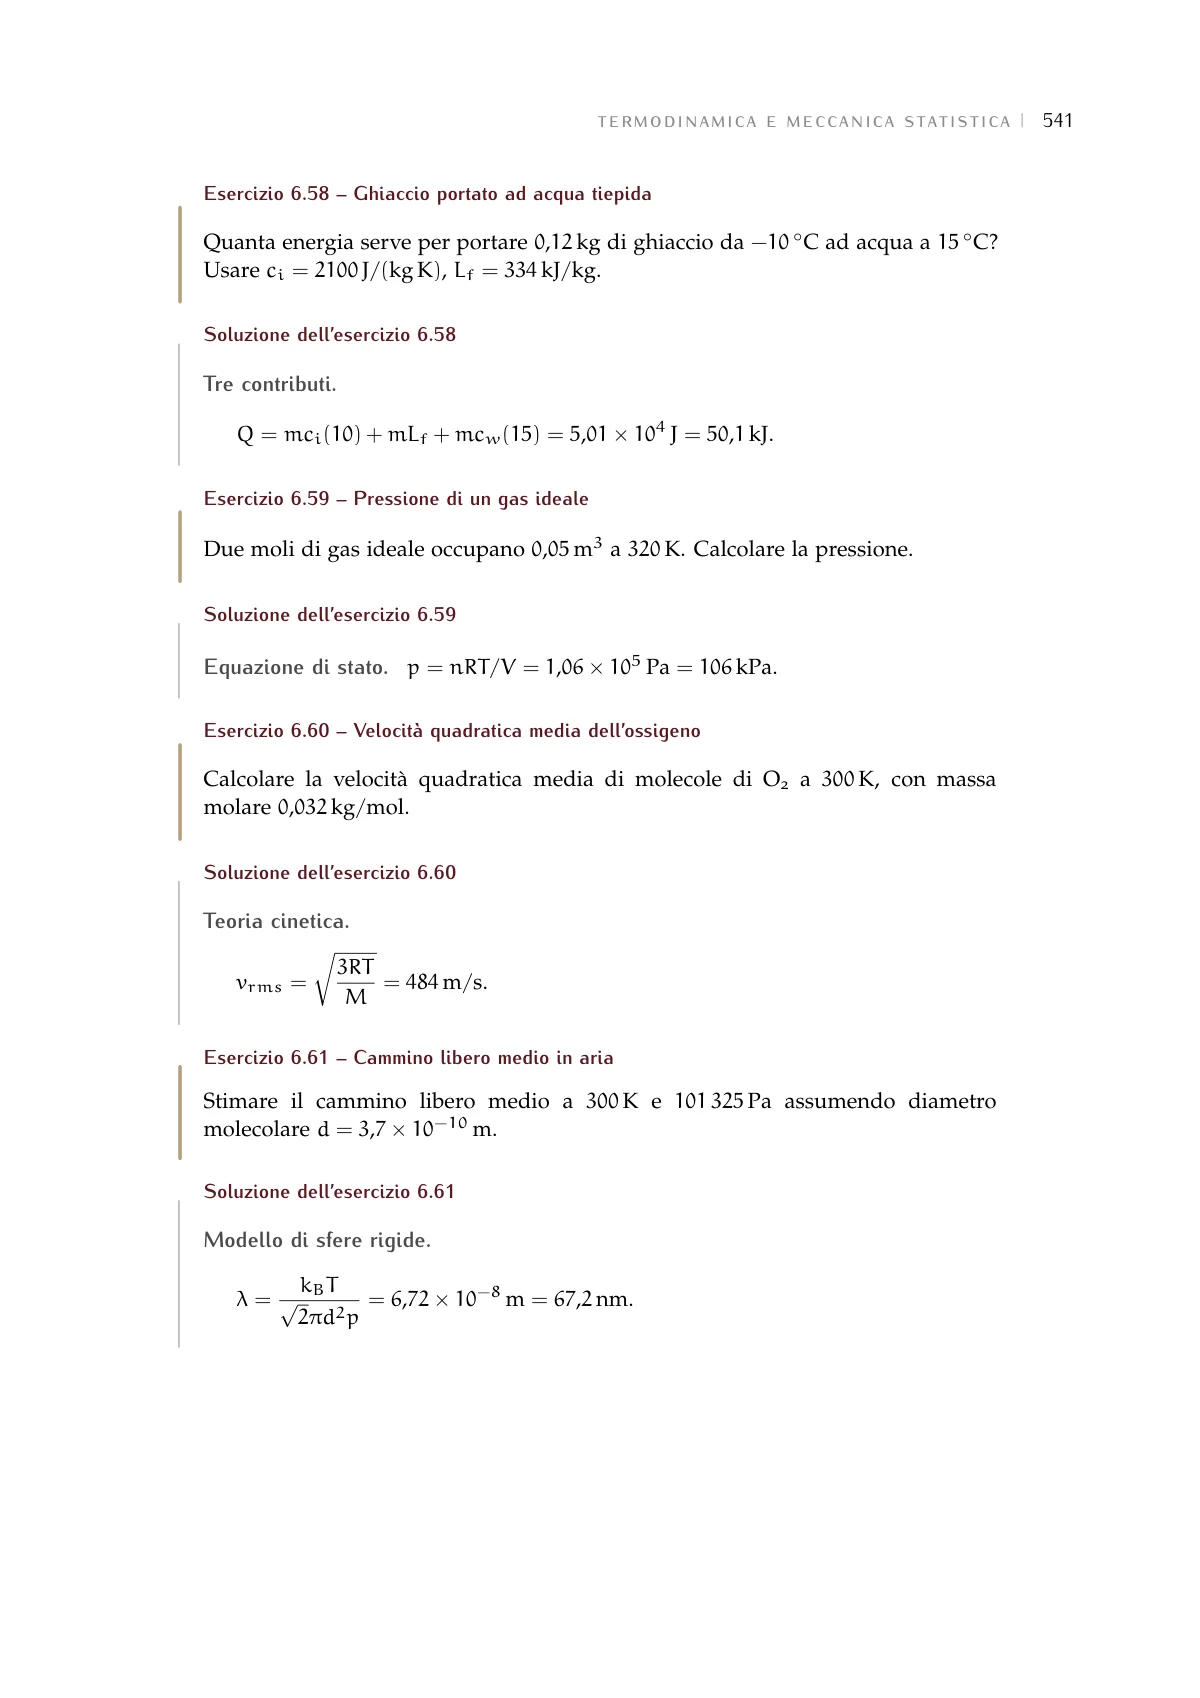 TERMODINAMICA E MECCANICA STATISTICA | 541
Esercizio 6.58 – Ghiaccio portato ad acqua tiepida
Quanta energia serve per portare 0,12 kg di ghiaccio da −10 °C ad acqua a 15 °C?
Usare cᵢ = 2100 J/(kg K), L_f = 334 kJ/kg.
Soluzione dell'esercizio 6.58
Tre contributi.
Q = mcᵢ(10) + mL_f + mc_w(15) = 5,01 × 10⁴ J = 50,1 kJ.
Esercizio 6.59 – Pressione di un gas ideale
Due moli di gas ideale occupano 0,05 m³ a 320 K. Calcolare la pressione.
Soluzione dell'esercizio 6.59
Equazione di stato. p = nRT/V = 1,06 × 10⁵ Pa = 106 kPa.
Esercizio 6.60 – Velocità quadratica media dell'ossigeno
Calcolare la velocità quadratica media di molecole di O₂ a 300 K, con massa
molare 0,032 kg/mol.
Soluzione dell'esercizio 6.60
Teoria cinetica.
v_rms = √(3RT/M) = 484 m/s.
Esercizio 6.61 – Cammino libero medio in aria
Stimare il cammino libero medio a 300 K e 101 325 Pa assumendo diametro
molecolare d = 3,7 × 10⁻¹⁰ m.
Soluzione dell'esercizio 6.61
Modello di sfere rigide.
λ = k_BT/(√2πd²p) = 6,72 × 10⁻⁸ m = 67,2 nm.